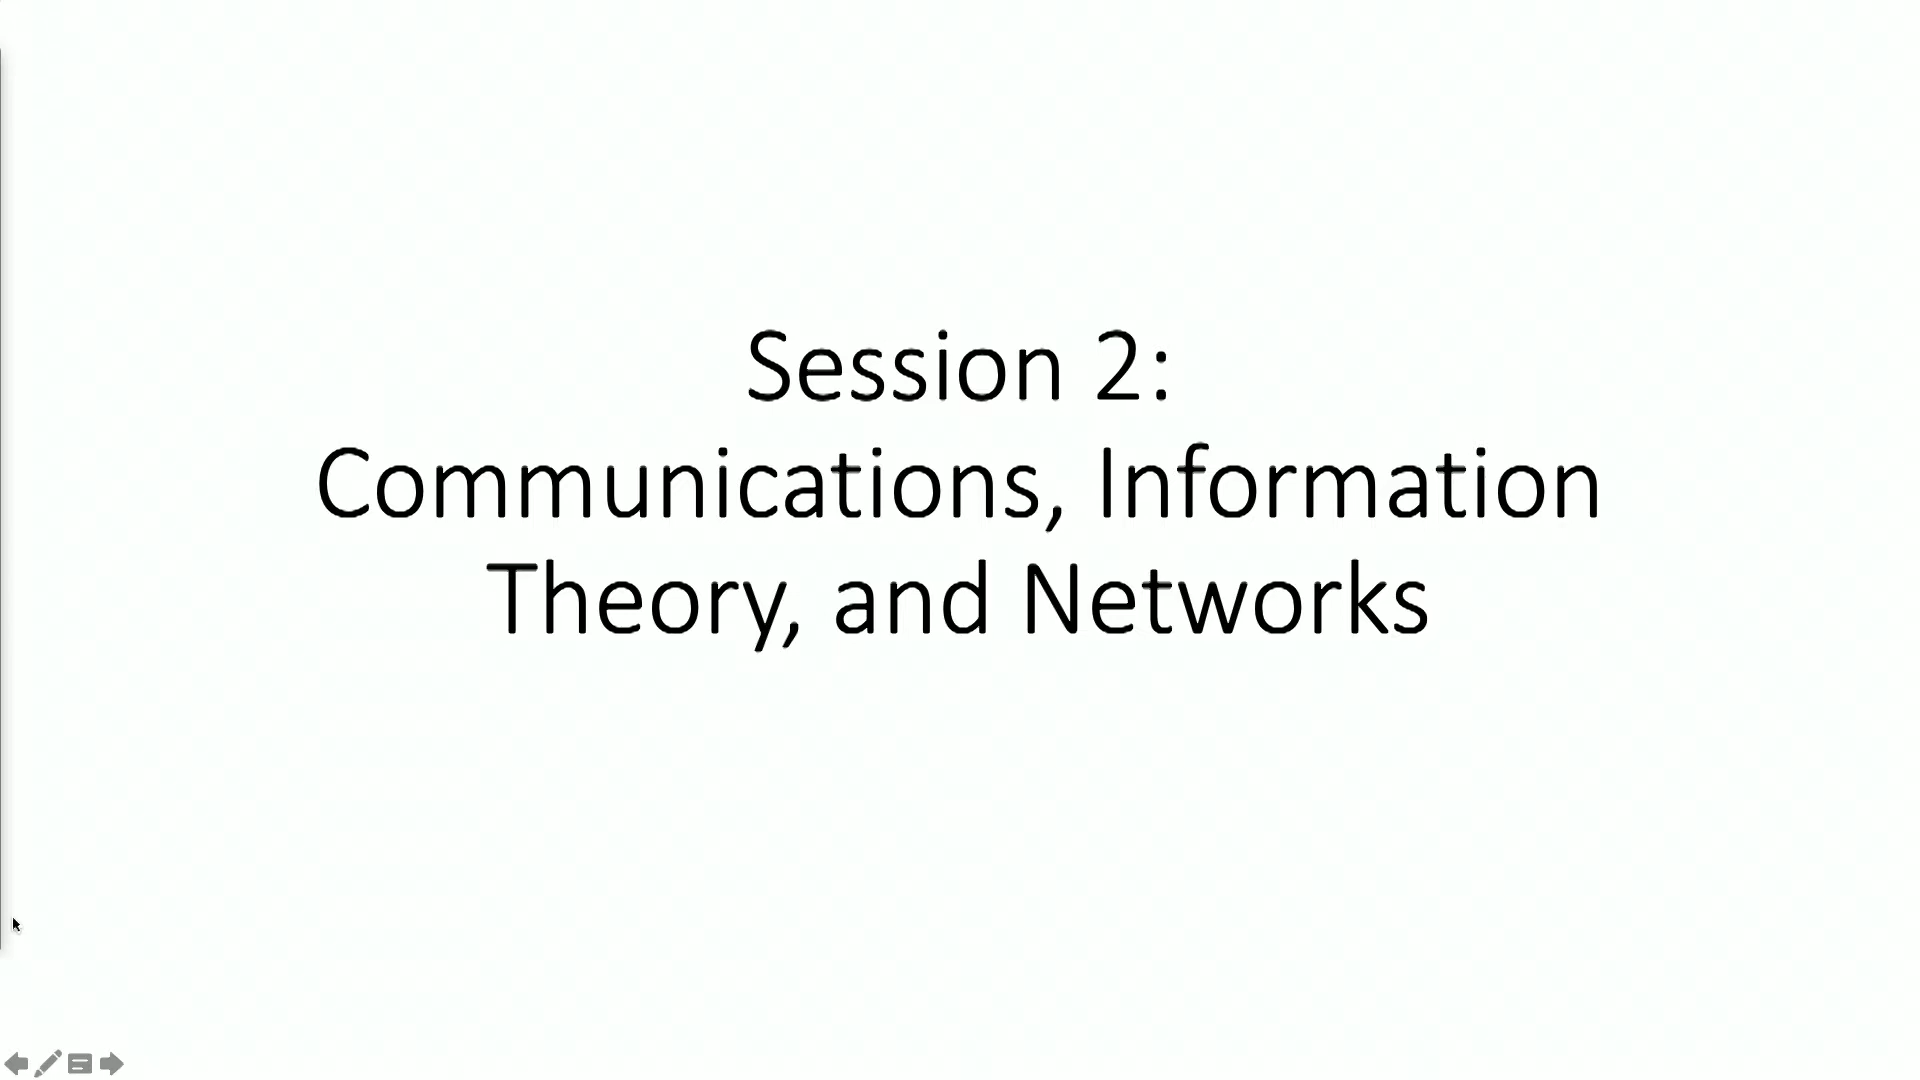 Session 2:
Communications, Information
Theory, and Networks